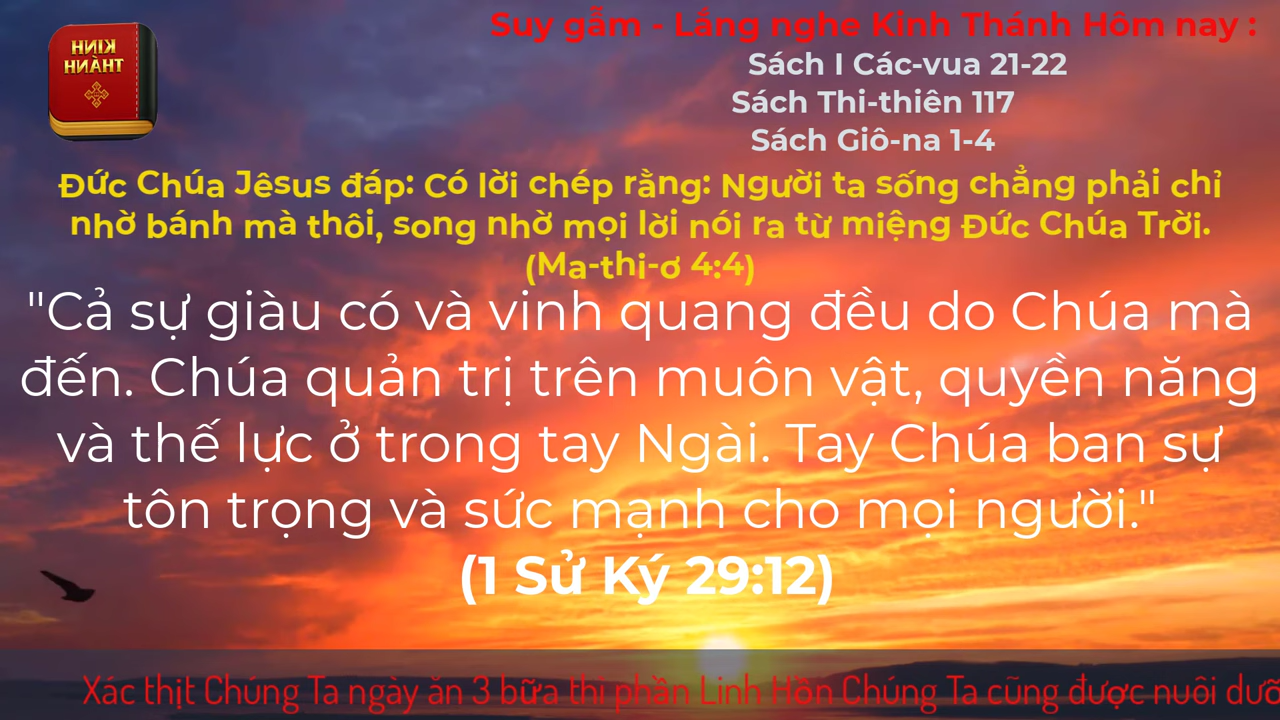 KINH
THÁNH
Suy gẫm - Lắng nghe Kinh Thánh Hôm nay :
Sách I Các-vua 21-22
Sách Thi-thiên 117
Sách Giô-na 1-4
Đức Chúa Jêsus đáp: Có lời chép rằng: Người ta sống chẳng phải chỉ
nhờ bánh mà thôi, song nhờ mọi lời nói ra từ miệng Đức Chúa Trời.
(Ma-thi-ơ 4:4)
"Cả sự giàu có và vinh quang đều do Chúa mà
đến. Chúa quản trị trên muôn vật, quyền năng
và thế lực ở trong tay Ngài. Tay Chúa ban sự
tôn trọng và sức mạnh cho mọi người."
(1 Sử Ký 29:12)
Xác thịt Chúng Ta ngày ăn 3 bữa thì phần Linh Hồn Chúng Ta cũng được nuôi